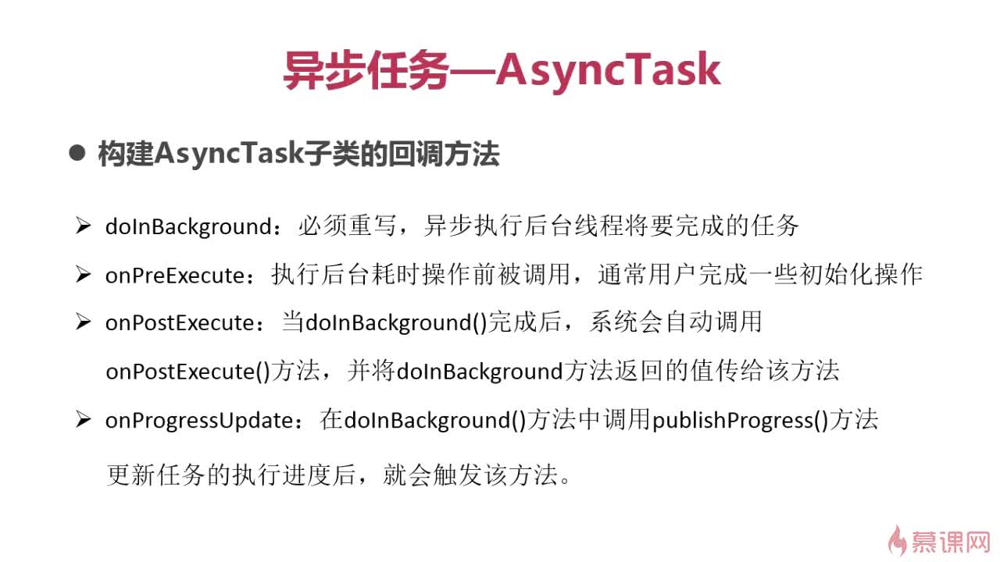 异步任务—AsyncTask
● 构建AsyncTask子类的回调方法
➢ doInBackground：必须重写，异步执行后台线程将要完成的任务
➢ onPreExecute：执行后台耗时操作前被调用，通常用户完成一些初始化操作
➢ onPostExecute：当doInBackground()完成后，系统会自动调用
onPostExecute()方法，并将doInBackground方法返回的值传给该方法
➢ onProgressUpdate：在doInBackground()方法中调用publishProgress()方法
更新任务的执行进度后，就会触发该方法。
慕课网